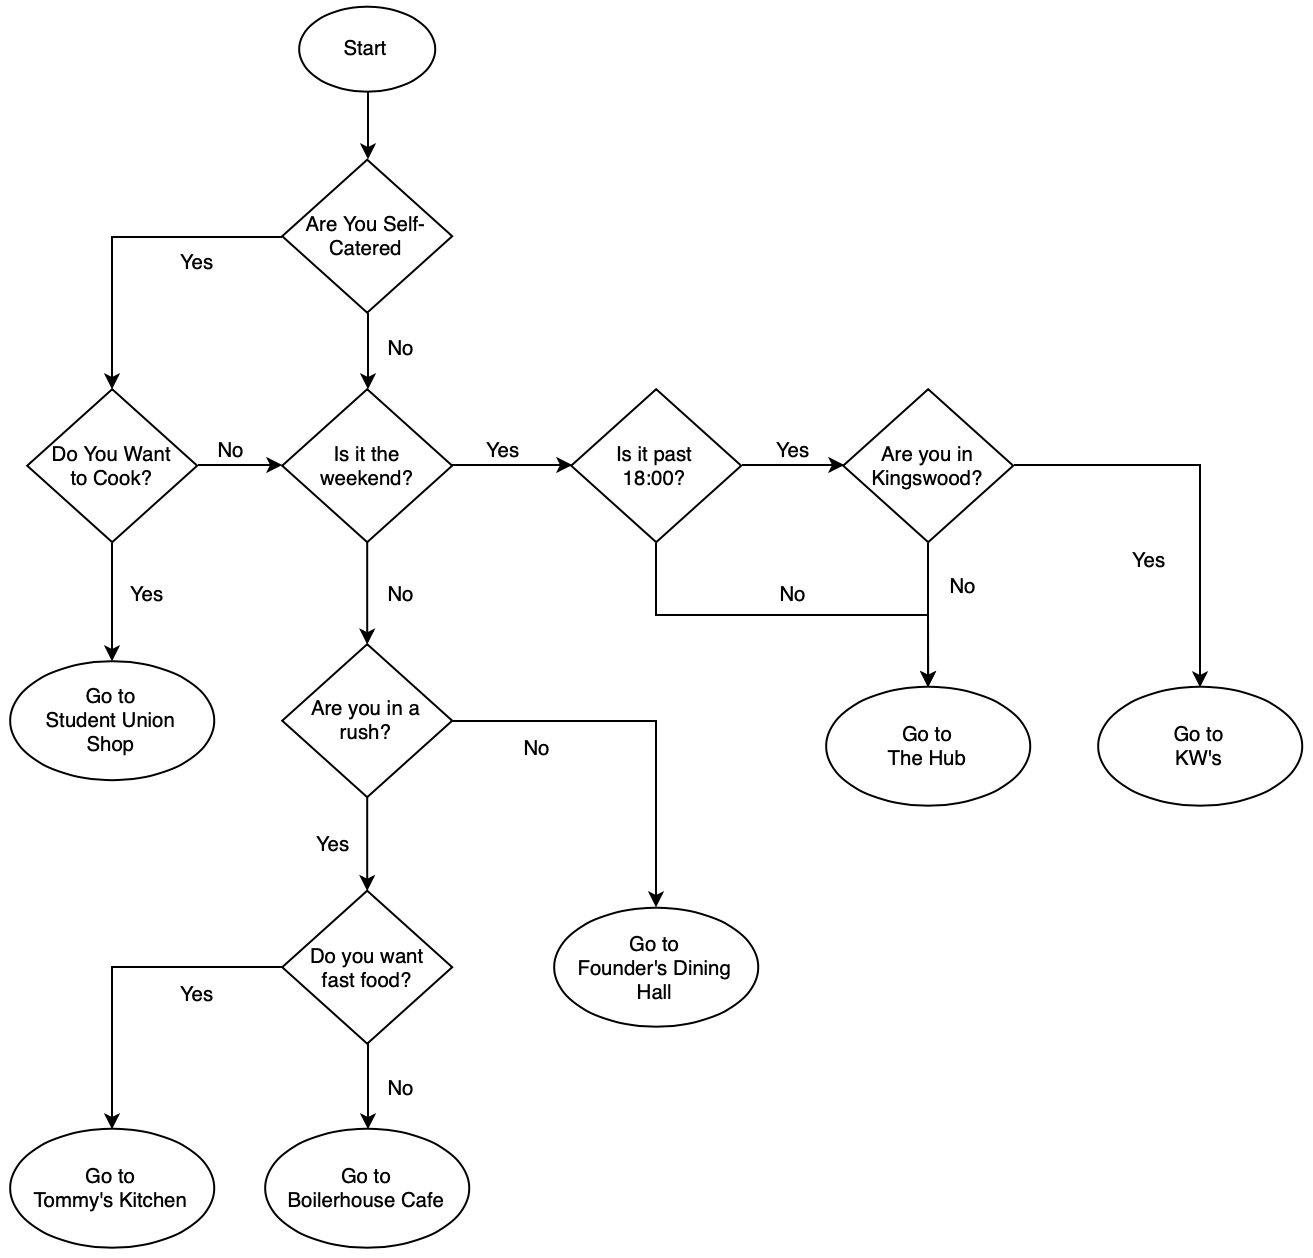 Start
Are You Self-
Catered
Yes
No
Do You Want
to Cook?
No
Is it the
weekend?
Yes
Is it past
18:00?
Yes
Are you in
Kingswood?
Yes
No
No
Yes
No
Go to
Student Union
Shop
Are you in a
rush?
No
Go to
The Hub
Go to
KW's
Yes
Do you want
fast food?
Go to
Founder's Dining
Hall
Yes
No
Go to
Tommy's Kitchen
Go to
Boilerhouse Cafe